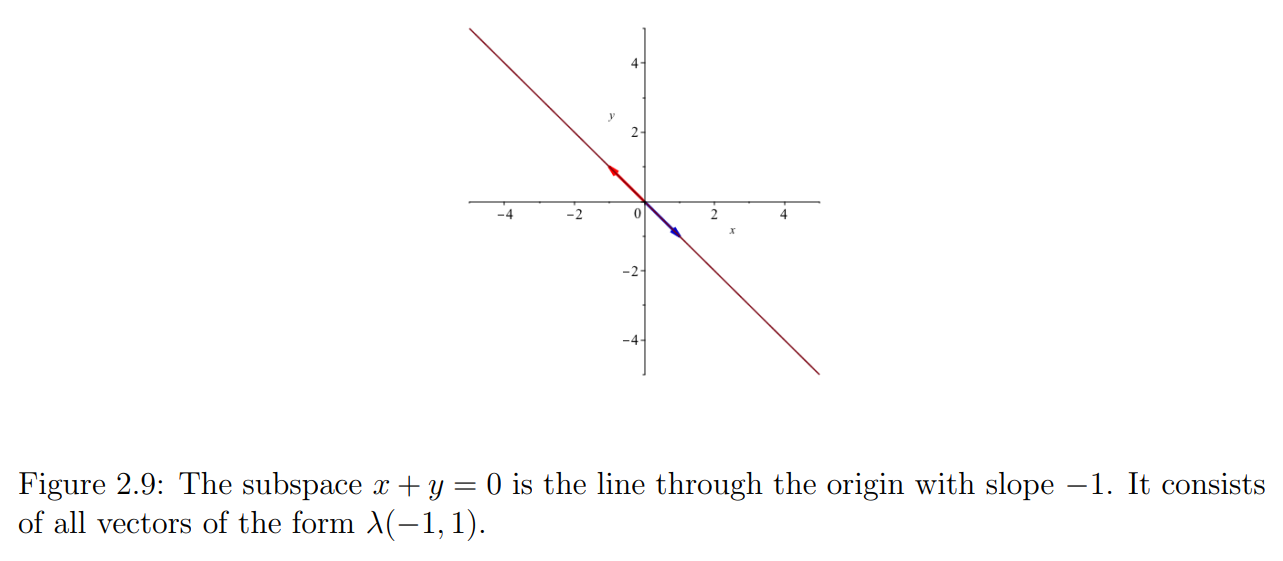 4
y
2
−4 −2 0 2 4
x
−2
−4
Figure 2.9: The subspace x + y = 0 is the line through the origin with slope −1. It consists
of all vectors of the form λ(−1, 1).